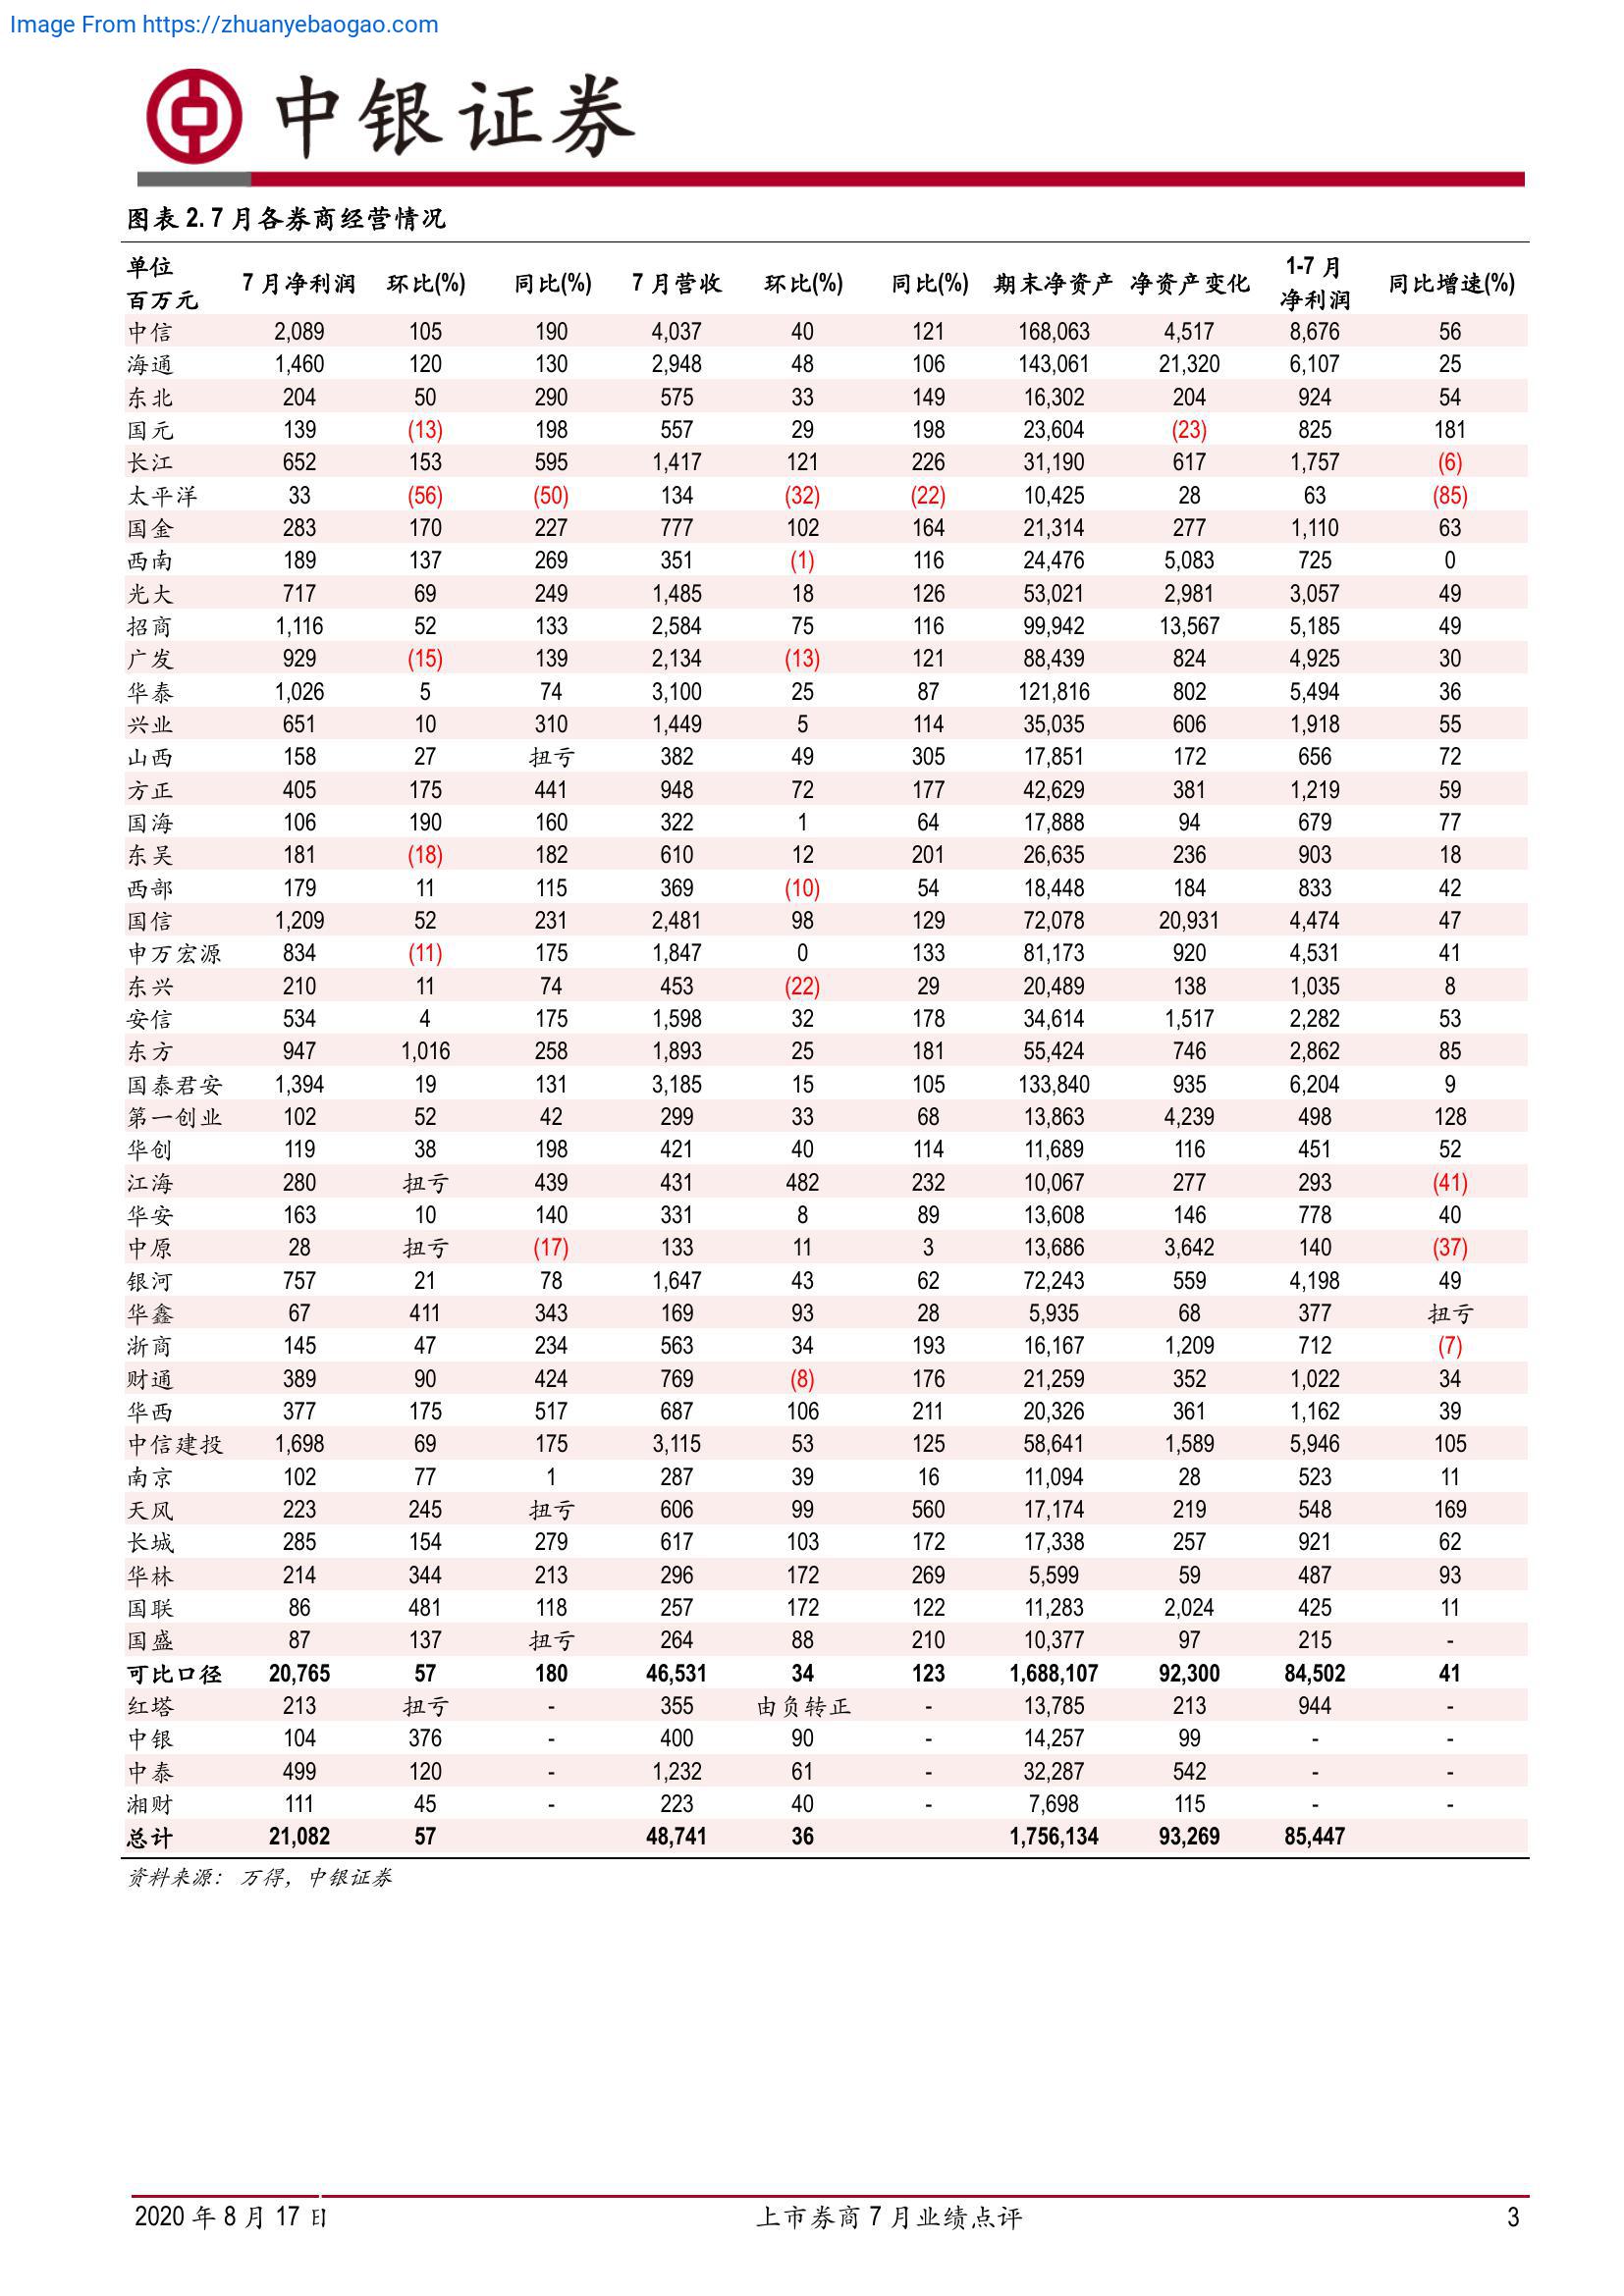 Image From https://zhuanyebaogao.com
中银证券
图表 2. 7 月各券商经营情况
单位 百万元 7 月净利润 环比(%) 同比(%) 7 月营收 环比(%) 同比(%) 期末净资产 净资产变化 1-7 月 净利润 同比增速(%)
中信 2,089 105 190 4,037 40 121 168,063 4,517 8,676 56
海通 1,460 120 130 2,948 48 106 143,061 21,320 6,107 25
东北 204 50 290 575 33 149 16,302 204 924 54
国元 139 (13) 198 557 29 198 23,604 (23) 825 181
长江 652 153 595 1,417 121 226 31,190 617 1,757 (6)
太平洋 33 (56) (50) 134 (32) (22) 10,425 28 63 (85)
国金 283 170 227 777 102 164 21,314 277 1,110 63
西南 189 137 269 351 (1) 116 24,476 5,083 725 0
光大 717 69 249 1,485 18 126 53,021 2,981 3,057 49
招商 1,116 52 133 2,584 75 116 99,942 13,567 5,185 49
广发 929 (15) 139 2,134 (13) 121 88,439 824 4,925 30
华泰 1,026 5 74 3,100 25 87 121,816 802 5,494 36
兴业 651 10 310 1,449 5 114 35,035 606 1,918 55
山西 158 27 扭亏 382 49 305 17,851 172 656 72
方正 405 175 441 948 72 177 42,629 381 1,219 59
国海 106 190 160 322 1 64 17,888 94 679 77
东吴 181 (18) 182 610 12 201 26,635 236 903 18
西部 179 11 115 369 (10) 54 18,448 184 833 42
国信 1,209 52 231 2,481 98 129 72,078 20,931 4,474 47
申万宏源 834 (11) 175 1,847 0 133 81,173 920 4,531 41
东兴 210 11 74 453 (22) 29 20,489 138 1,035 8
安信 534 4 175 1,598 32 178 34,614 1,517 2,282 53
东方 947 1,016 258 1,893 25 181 55,424 746 2,862 85
国泰君安 1,394 19 131 3,185 15 105 133,840 935 6,204 9
第一创业 102 52 42 299 33 68 13,863 4,239 498 128
华创 119 38 198 421 40 114 11,689 116 451 52
江海 280 扭亏 439 431 482 232 10,067 277 293 (41)
华安 163 10 140 331 8 89 13,608 146 778 40
中原 28 扭亏 (17) 133 11 3 13,686 3,642 140 (37)
银河 757 21 78 1,647 43 62 72,243 559 4,198 49
华鑫 67 411 343 169 93 28 5,935 68 377 扭亏
浙商 145 47 234 563 34 193 16,167 1,209 712 (7)
财通 389 90 424 769 (8) 176 21,259 352 1,022 34
华西 377 175 517 687 106 211 20,326 361 1,162 39
中信建投 1,698 69 175 3,115 53 125 58,641 1,589 5,946 105
南京 102 77 1 287 39 16 11,094 28 523 11
天风 223 245 扭亏 606 99 560 17,174 219 548 169
长城 285 154 279 617 103 172 17,338 257 921 62
华林 214 344 213 296 172 269 5,599 59 487 93
国联 86 481 118 257 172 122 11,283 2,024 425 11
国盛 87 137 扭亏 264 88 210 10,377 97 215 -
可比口径 20,765 57 180 46,531 34 123 1,688,107 92,300 84,502 41
红塔 213 扭亏 - 355 由负转正 - 13,785 213 944 -
中银 104 376 - 400 90 - 14,257 99 - -
中泰 499 120 - 1,232 61 - 32,287 542 - -
湘财 111 45 - 223 40 - 7,698 115 - -
总计 21,082 57 48,741 36 1,756,134 93,269 85,447
资料来源： 万得，中银证券
2020 年 8 月 17 日 上市券商 7 月业绩点评 3